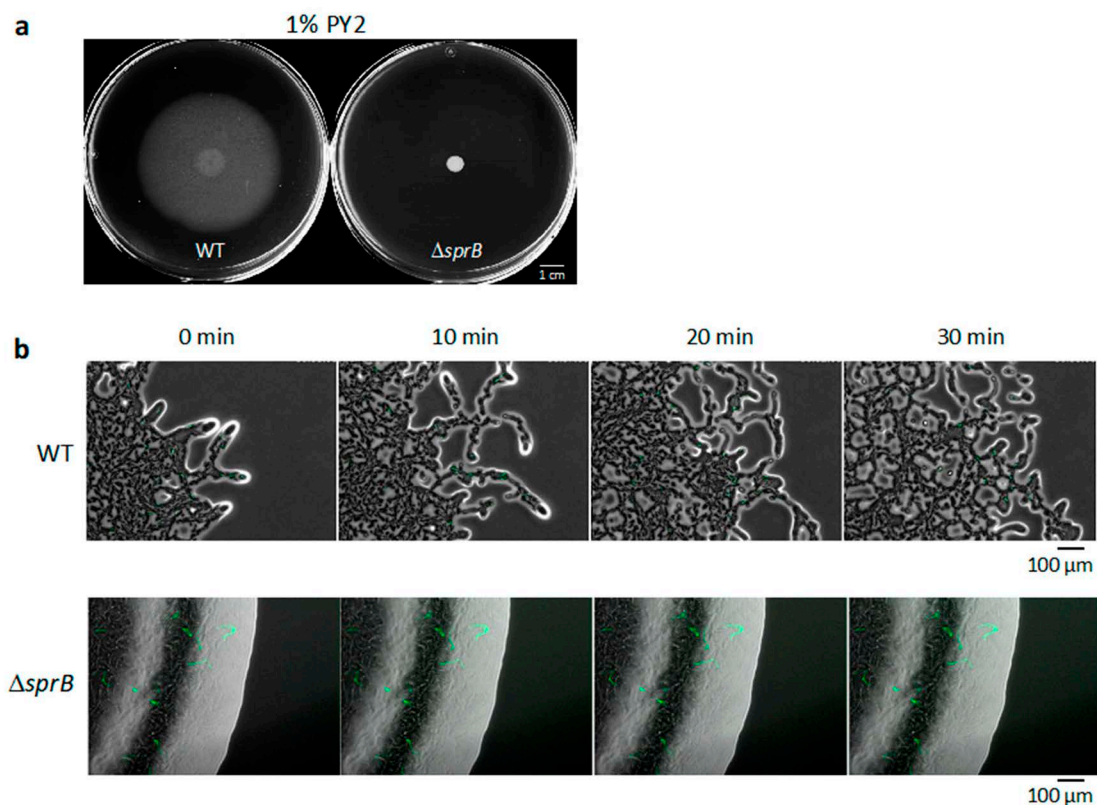 a
1% PY2
WT
ΔsprB
1 cm
b
0 min
10 min
20 min
30 min
WT
100 µm
ΔsprB
100 µm